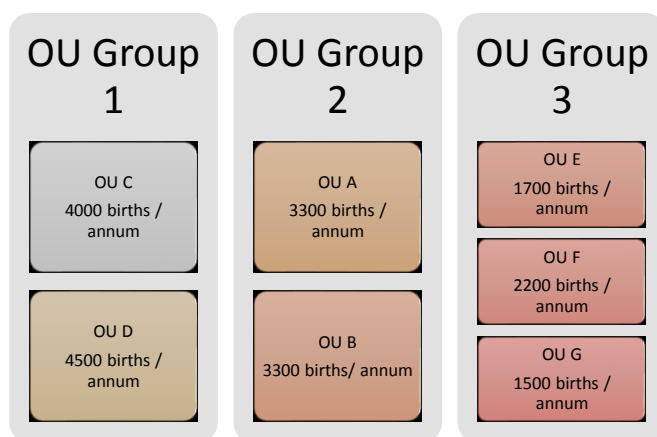 OU Group
1
OU C
4000 births /
annum
OU D
4500 births /
annum
OU Group
2
OU A
3300 births /
annum
OU B
3300 births/ annum
OU Group
3
OU E
1700 births /
annum
OU F
2200 births /
annum
OU G
1500 births /
annum